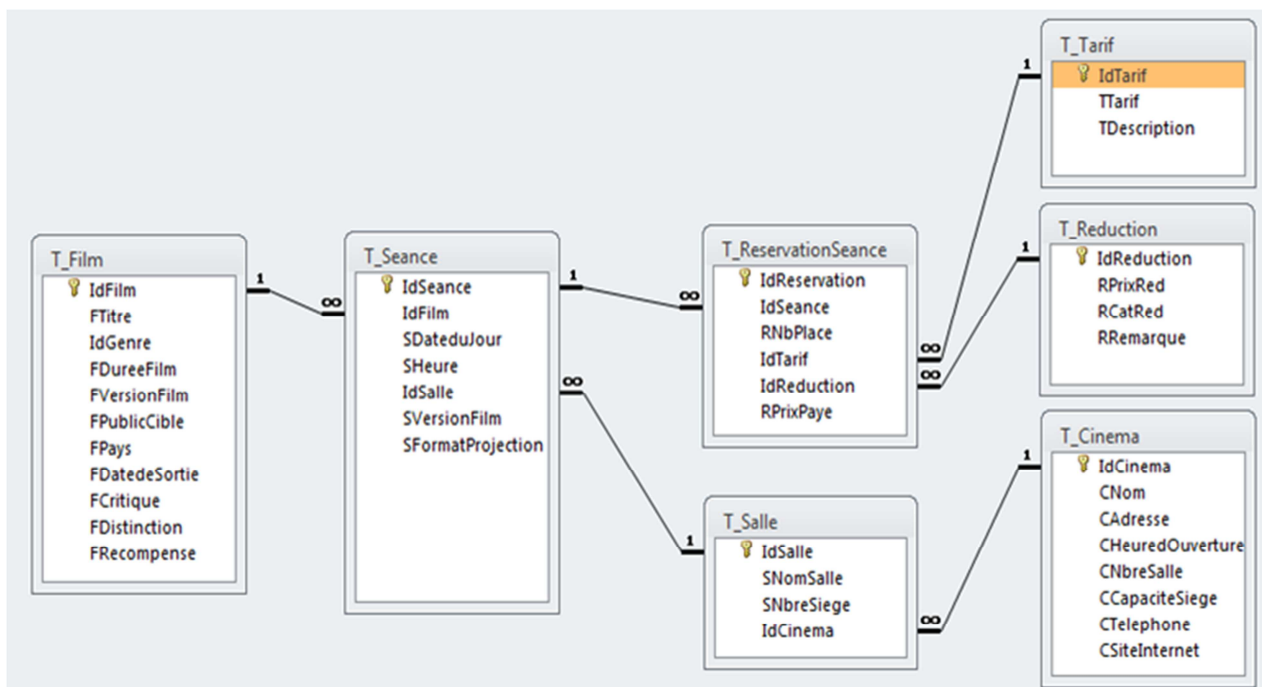 T_Film
IdFilm
FTitre
IdGenre
FDureeFilm
FVersionFilm
FPublicCible
FPays
FDatedeSortie
FCritique
FDistinction
FRecompense
1
∞
T_Seance
IdSeance
IdFilm
SDateduJour
SHeure
IdSalle
SVersionFilm
SFormatProjection
1
∞
∞
1
T_ReservationSeance
IdReservation
IdSeance
RNbPlace
IdTarif
IdReduction
RPrixPaye
∞
∞
T_Salle
IdSalle
SNomSalle
SNbreSiege
IdCinema
∞
1
T_Tarif
IdTarif
TTarif
TDescription
1
T_Reduction
IdReduction
RPrixRed
RCatRed
RRemarque
1
T_Cinema
IdCinema
CNom
CAdresse
CHeuredOuverture
CNbreSalle
CCapaciteSiege
CTelephone
CSiteInternet